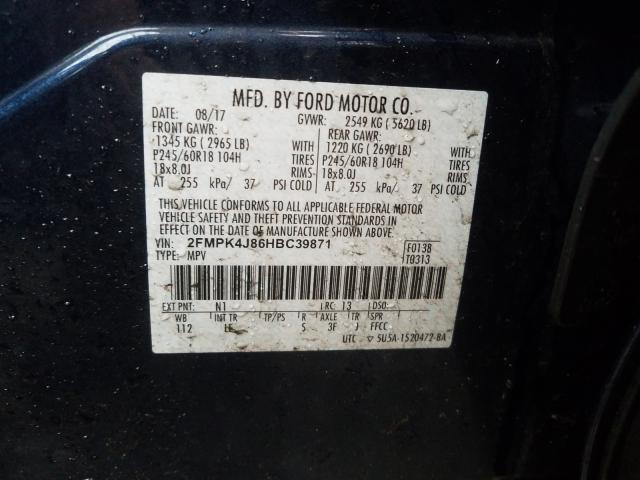 MFD. BY FORD MOTOR CO.
DATE: 08/17 GVWR: 2549 KG ( 5620 LB)
FRONT GAWR: REAR GAWR:
1345 KG ( 2965 LB) WITH 1220 KG ( 2690 LB) WITH
P245/60R18 104H TIRES P245/60R18 104H TIRES
18x8.0J RIMS 18x8.0J RIMS
AT 255 kPa/ 37 PSI COLD AT 255 kPa/ 37 PSI COLD
THIS VEHICLE CONFORMS TO ALL APPLICABLE FEDERAL MOTOR
VEHICLE SAFETY AND THEFT PREVENTION STANDARDS IN
EFFECT ON THE DATE OF MANUFACTURE SHOWN ABOVE.
VIN: 2FMPK4J86HBC39871 F0138
TYPE: MPV T0313
EXT PNT: N1 RC: 13 DSO:
WB INT TR TP/PS R AXLE TR SPR
112 LE S 3F J FFCC
UTC ▽ 5U5A-1520472-BA